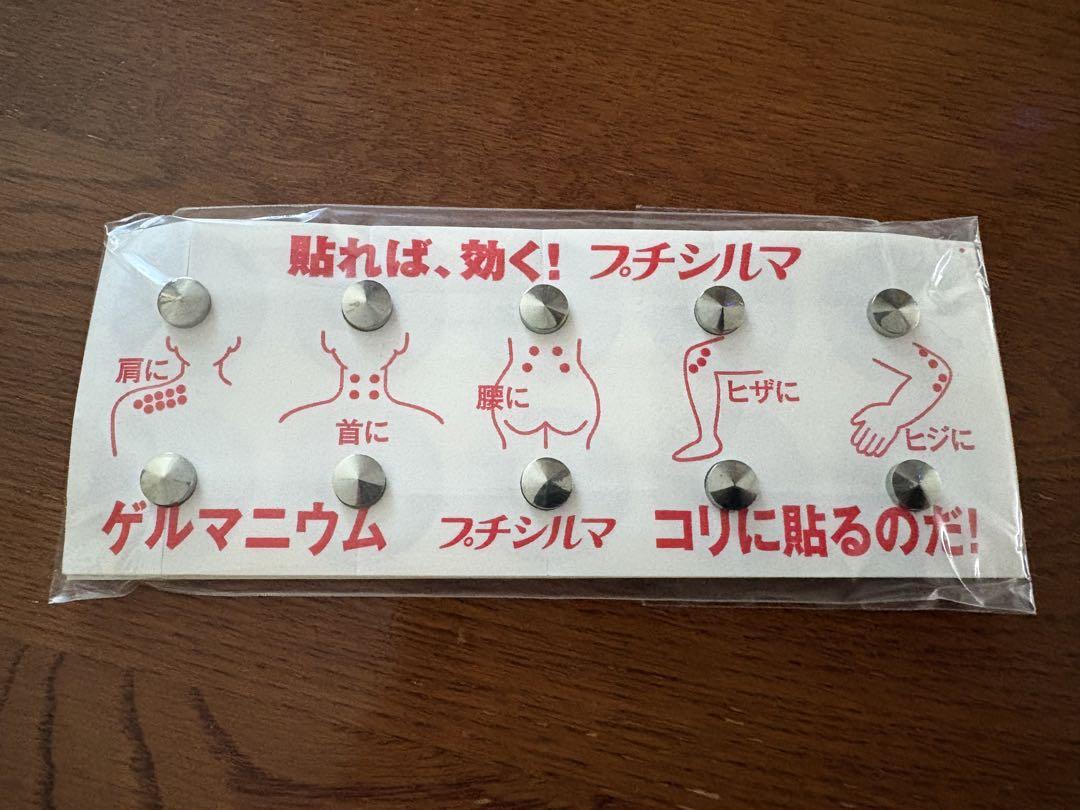 貼れば、効く! プチシルマ
肩に
首に
腰に
ヒザに
ヒジに
ゲルマニウム プチシルマ コリに貼るのだ!